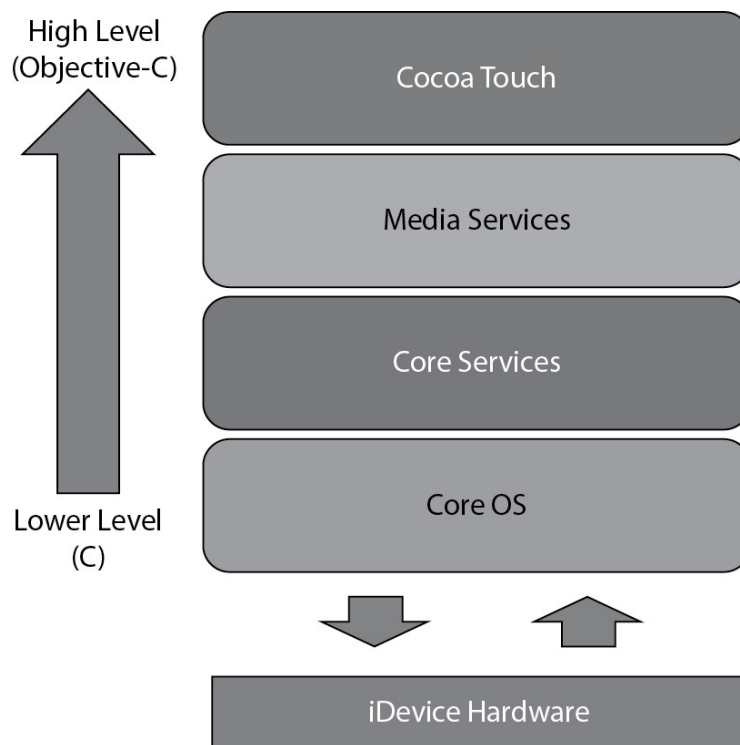 High Level
(Objective-C)
Cocoa Touch
Media Services
Core Services
Core OS
Lower Level
(C)
iDevice Hardware